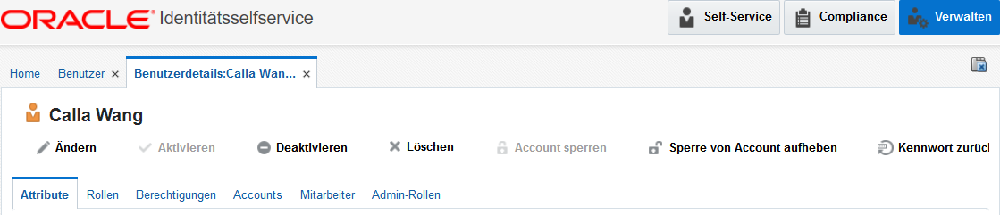 ORACLE® Identitätsselfservice
Self-Service Compliance Verwalten
Home Benutzer × Benutzerdetails:Calla Wan... ×
Calla Wang
Ändern Aktivieren Deaktivieren Löschen Account sperren Sperre von Account aufheben Kennwort zurücl
Attribute Rollen Berechtigungen Accounts Mitarbeiter Admin-Rollen